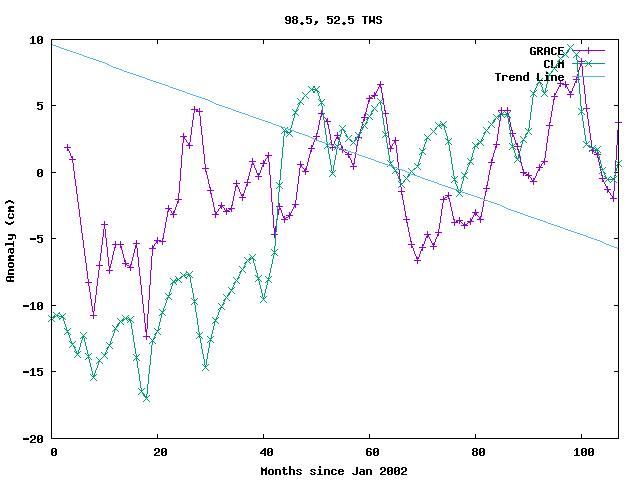 98.5, 52.5 TWS
GRACE
CLM
Trend Line
10
5
0
-5
-10
-15
-20
Anomaly (cm)
0 20 40 60 80 100
Months since Jan 2002